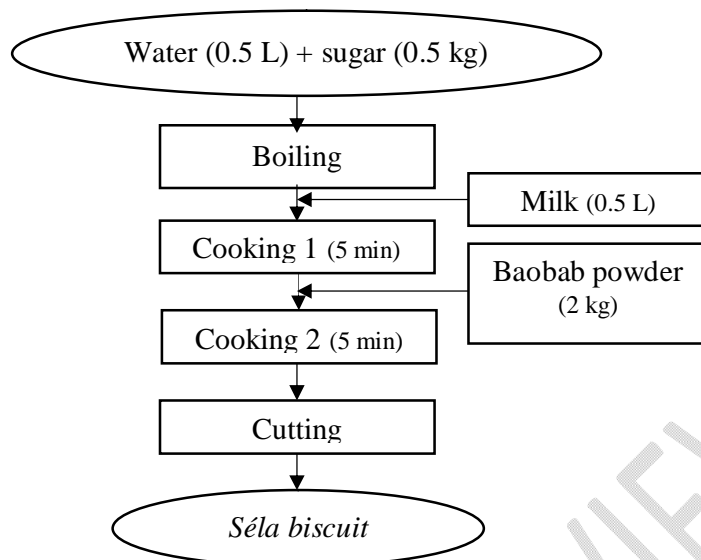 Water (0.5 L) + sugar (0.5 kg)
Boiling
Milk (0.5 L)
Cooking 1 (5 min)
Baobab powder
(2 kg)
Cooking 2 (5 min)
Cutting
Séla biscuit